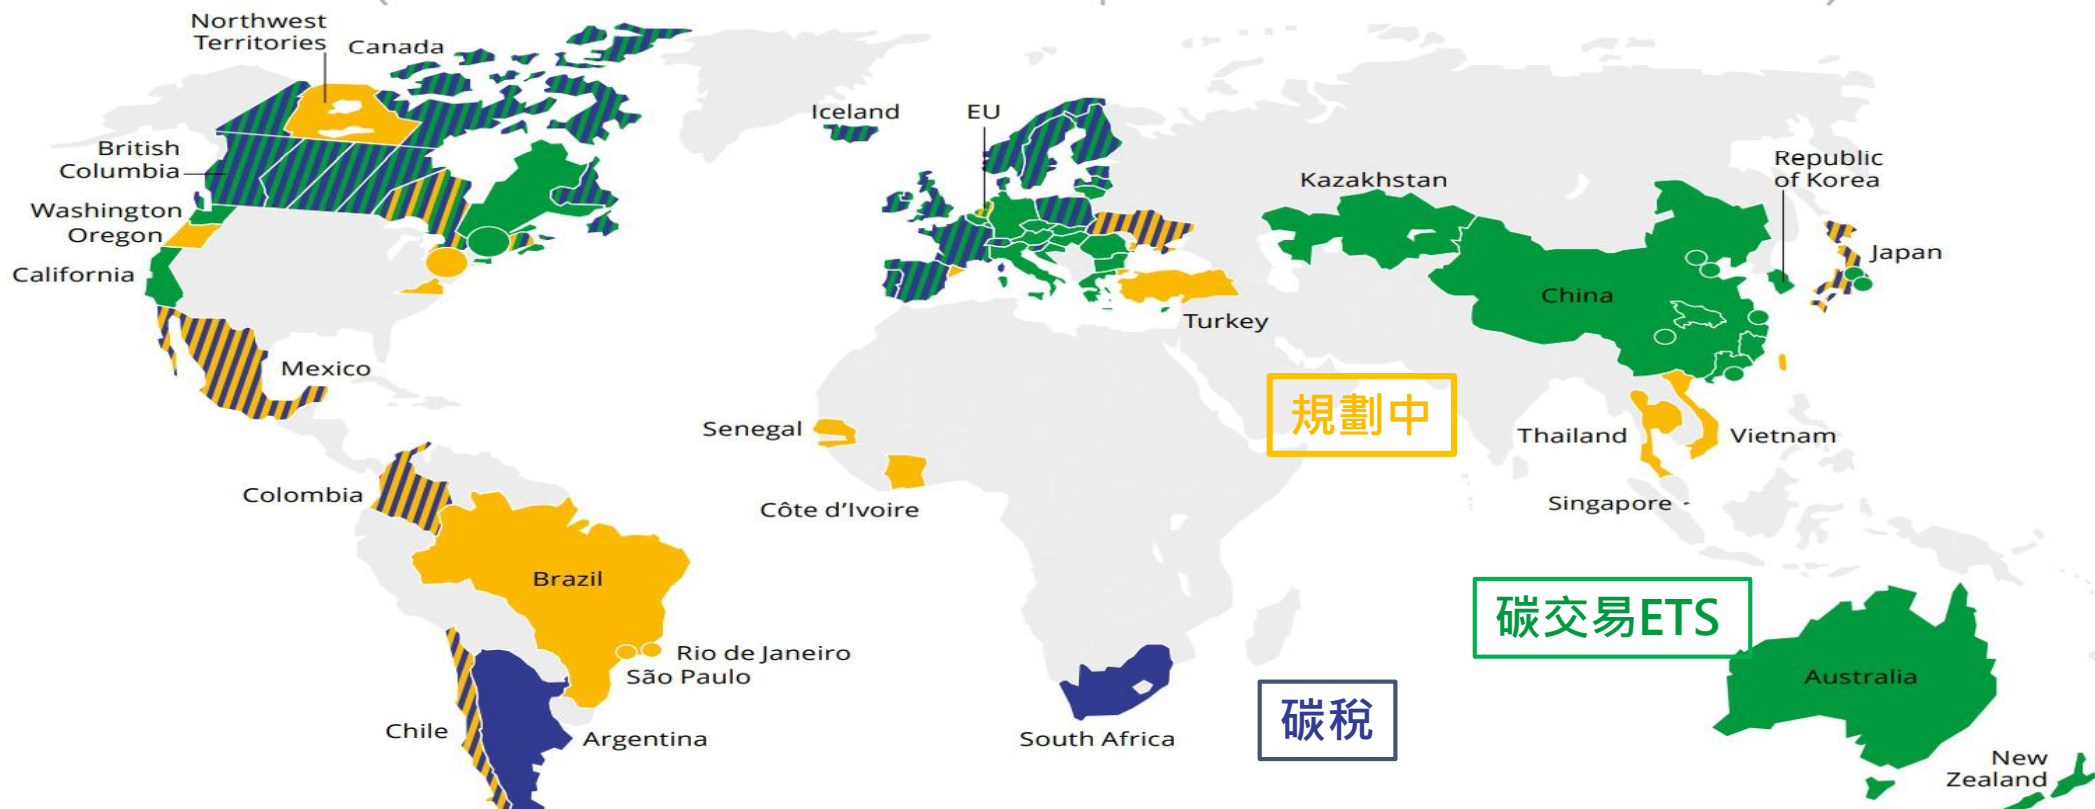 Northwest
Territories
Canada
Iceland
EU
British
Columbia
Republic
of Korea
Kazakhstan
Washington
Oregon
California
Japan
China
Turkey
Mexico
規劃中
Senegal
Thailand
Vietnam
Colombia
Côte d’Ivoire
Singapore
Brazil
碳交易ETS
Rio de Janeiro
São Paulo
Australia
碳稅
Chile
Argentina
South Africa
New
Zealand